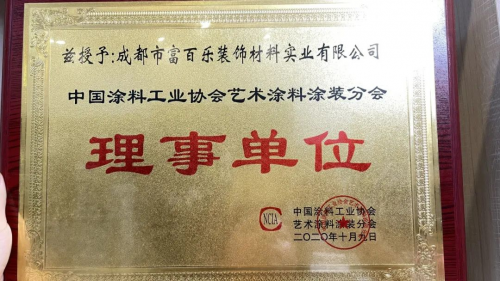 兹授予:成都市富百乐装饰材料实业有限公司
中国涂料工业协会艺术涂料涂装分会
理事单位
NCIA
中国涂料工业协会
艺术涂料涂装分会
二〇二〇年十月九日